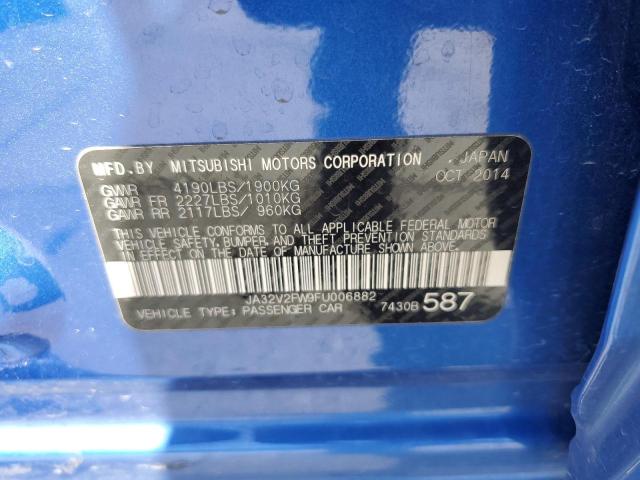 MFD.BY MITSUBISHI MOTORS CORPORATION . JAPAN
OCT 2014
GVWR 4190LBS/1900KG
GAWR FR 2227LBS/1010KG
GAWR RR 2117LBS/ 960KG
THIS VEHICLE CONFORMS TO ALL APPLICABLE FEDERAL MOTOR
VEHICLE SAFETY, BUMPER, AND THEFT PREVENTION STANDARDS
IN EFFECT ON THE DATE OF MANUFACTURE SHOWN ABOVE.
JA32V2FW9FU006882
VEHICLE TYPE: PASSENGER CAR 7430B 587